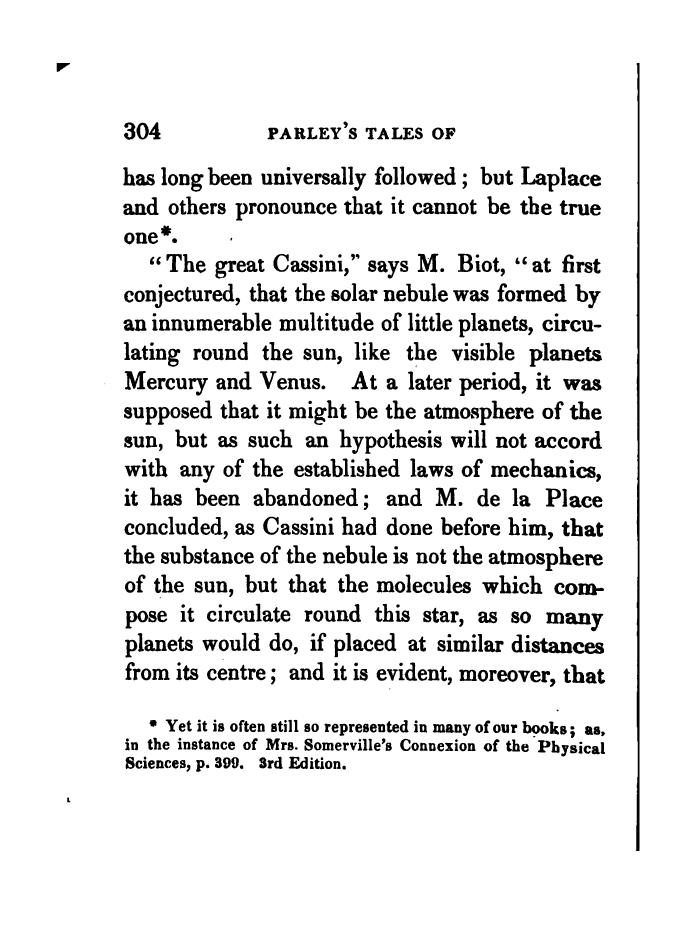 304 PARLEY'S TALES OF
has long been universally followed; but Laplace
and others pronounce that it cannot be the true
one*.
"The great Cassini," says M. Biot, "at first
conjectured, that the solar nebule was formed by
an innumerable multitude of little planets, circu-
lating round the sun, like the visible planets
Mercury and Venus. At a later period, it was
supposed that it might be the atmosphere of the
sun, but as such an hypothesis will not accord
with any of the established laws of mechanics,
it has been abandoned; and M. de la Place
concluded, as Cassini had done before him, that
the substance of the nebule is not the atmosphere
of the sun, but that the molecules which com-
pose it circulate round this star, as so many
planets would do, if placed at similar distances
from its centre; and it is evident, moreover, that
* Yet it is often still so represented in many of our books; as,
in the instance of Mrs. Somerville's Connexion of the Physical
Sciences, p. 399. 3rd Edition.